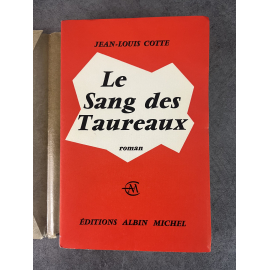 JEAN-LOUIS COTTE
Le
Sang des
Taureaux
roman
ÉDITIONS ALBIN MICHEL